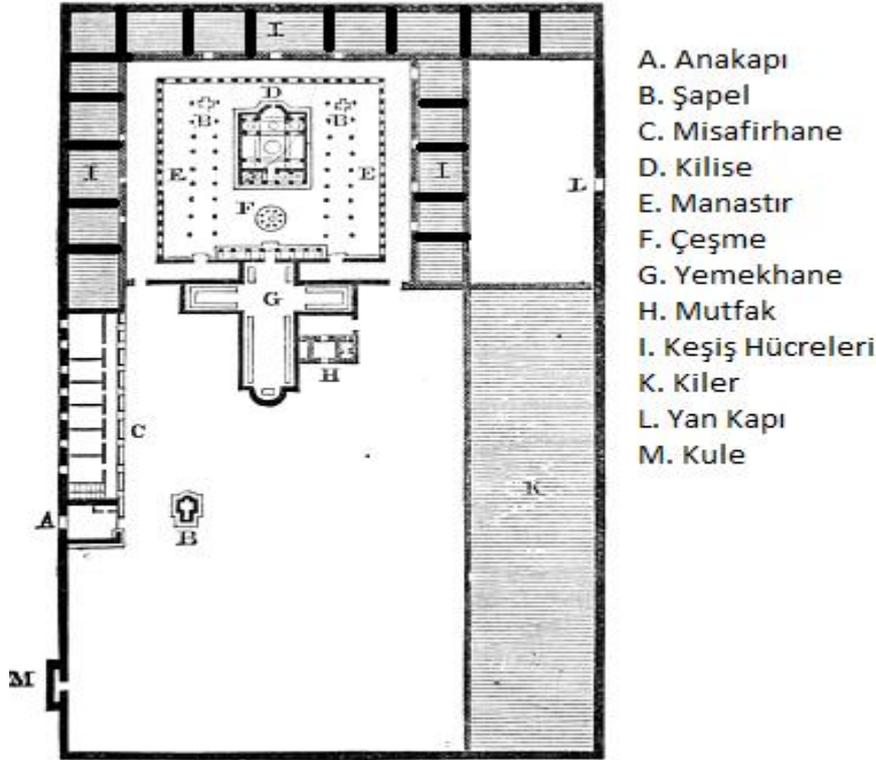 I
D
B
B
I
E
E
I
L
F
G
H
C
K
A
B
M
A. Anakapı
B. Şapel
C. Misafirhane
D. Kilise
E. Manastır
F. Çeşme
G. Yemekhane
H. Mutfak
I. Keşiş Hücreleri
K. Kiler
L. Yan Kapı
M. Kule